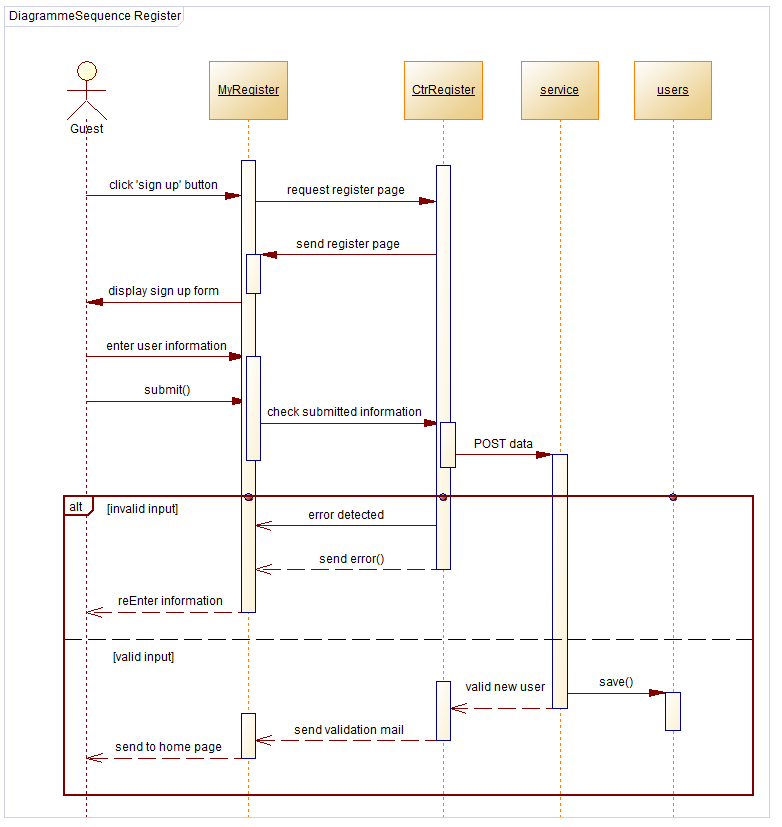 DiagrammeSequence Register
Guest
MyRegister
CtrRegister
service
users
click 'sign up' button
request register page
send register page
display sign up form
enter user information
submit()
check submitted information
POST data
alt
[invalid input]
error detected
send error()
reEnter information
[valid input]
save()
valid new user
send validation mail
send to home page